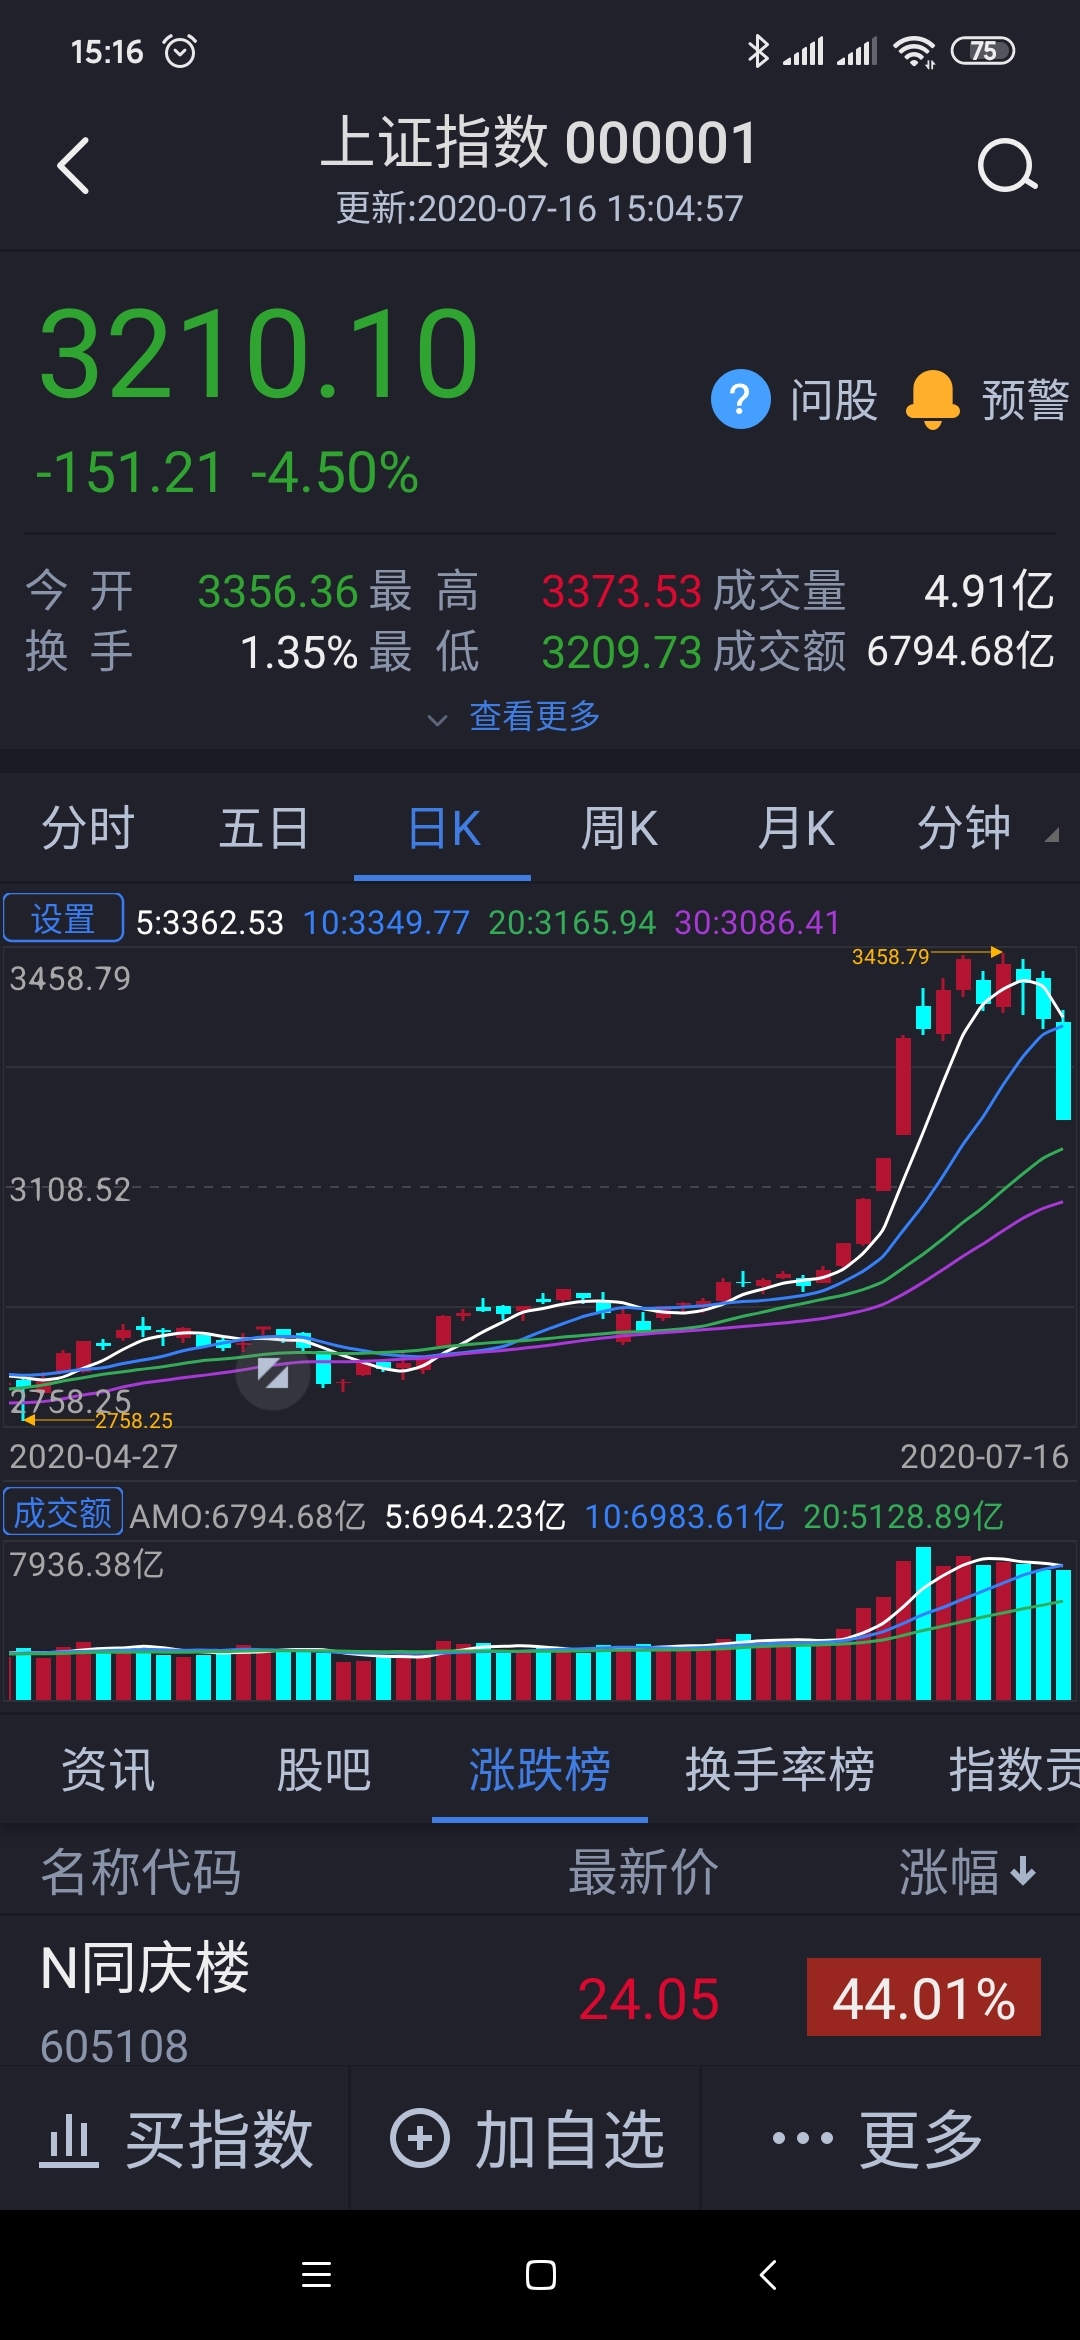 15:16 75
上证指数 000001
更新:2020-07-16 15:04:57
3210.10
? 问股 预警
-151.21 -4.50%
今 开 3356.36 最 高 3373.53 成交量 4.91亿
换 手 1.35% 最 低 3209.73 成交额 6794.68亿
查看更多
分时 五日 日K 周K 月K 分钟
设置 5:3362.53 10:3349.77 20:3165.94 30:3086.41
3458.79
3458.79
3108.52
2758.25
2758.25
2020-04-27 2020-07-16
成交额 AMO:6794.68亿 5:6964.23亿 10:6983.61亿 20:5128.89亿
7936.38亿
资讯 股吧 涨跌榜 换手率榜 指数贡
名称代码 最新价 涨幅
N同庆楼 24.05 44.01%
605108
买指数 加自选 更多